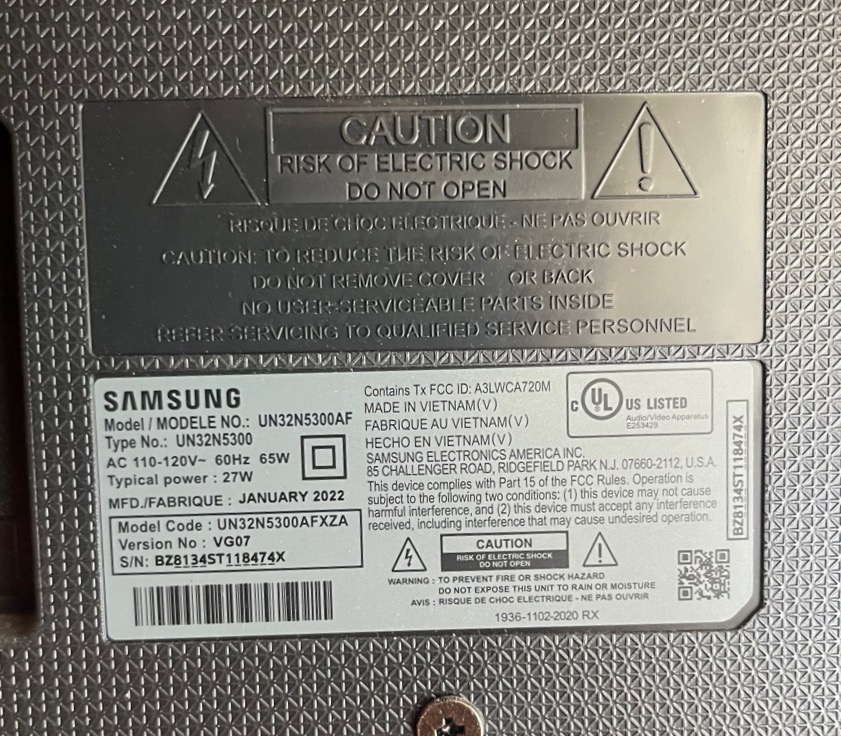 CAUTION
RISK OF ELECTRIC SHOCK
DO NOT OPEN
RISQUE DE CHOC ELECTRIQUE - NE PAS OUVRIR
CAUTION: TO REDUCE THE RISK OF ELECTRIC SHOCK
DO NOT REMOVE COVER OR BACK
NO USER-SERVICEABLE PARTS INSIDE
REFER SERVICING TO QUALIFIED SERVICE PERSONNEL
SAMSUNG
Model / MODELE NO.: UN32N5300AF
Type No.: UN32N5300
AC 110-120V~ 60Hz 65W
Typical power : 27W
MFD./FABRIQUE : JANUARY 2022
Model Code : UN32N5300AFXZA
Version No : VG07
S/N: BZ8134ST118474X
Contains Tx FCC ID: A3LWCA720M
MADE IN VIETNAM(V)
FABRIQUE AU VIETNAM(V)
HECHO EN VIETNAM(V)
SAMSUNG ELECTRONICS AMERICA INC.
85 CHALLENGER ROAD, RIDGEFIELD PARK N.J. 07660-2112, U.S.A.
This device complies with Part 15 of the FCC Rules. Operation is
subject to the following two conditions: (1) this device may not cause
harmful interference, and (2) this device must accept any interference
received, including interference that may cause undesired operation.
C UL US LISTED
Audio/Video Apparatus
E253429
BZ8134ST118474X
CAUTION
RISK OF ELECTRIC SHOCK
DO NOT OPEN
WARNING : TO PREVENT FIRE OR SHOCK HAZARD
DO NOT EXPOSE THIS UNIT TO RAIN OR MOISTURE
AVIS : RISQUE DE CHOC ELECTRIQUE - NE PAS OUVRIR
1936-1102-2020 RX